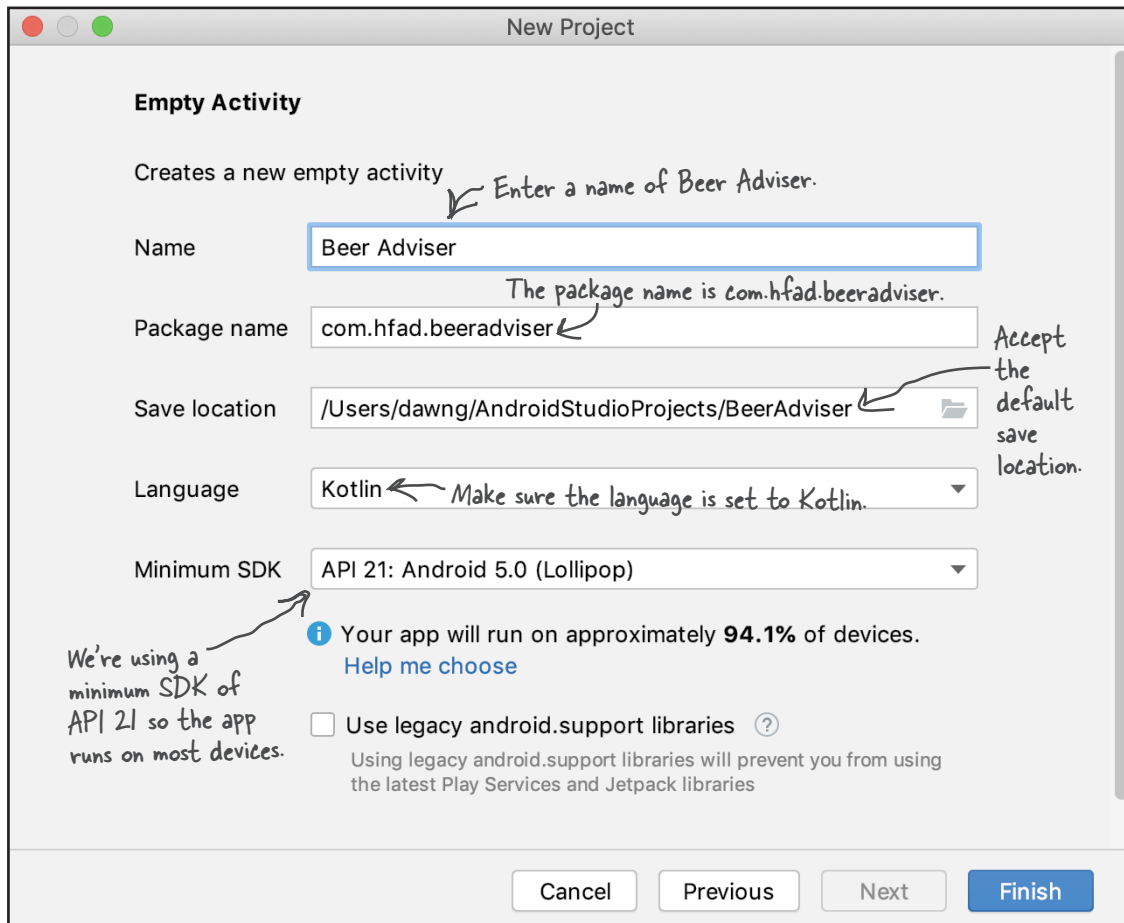 New Project
Empty Activity
Creates a new empty activity
Enter a name of Beer Adviser.
Name
Beer Adviser
The package name is com.hfad.beeradviser.
Package name
com.hfad.beeradviser
Accept
the
default
save
location.
Save location
/Users/dawng/AndroidStudioProjects/BeerAdviser
Language
Kotlin
Make sure the language is set to Kotlin.
Minimum SDK
API 21: Android 5.0 (Lollipop)
We're using a
minimum SDK of
API 21 so the app
runs on most devices.
i Your app will run on approximately 94.1% of devices.
Help me choose
Use legacy android.support libraries ?
Using legacy android.support libraries will prevent you from using
the latest Play Services and Jetpack libraries
Cancel
Previous
Next
Finish